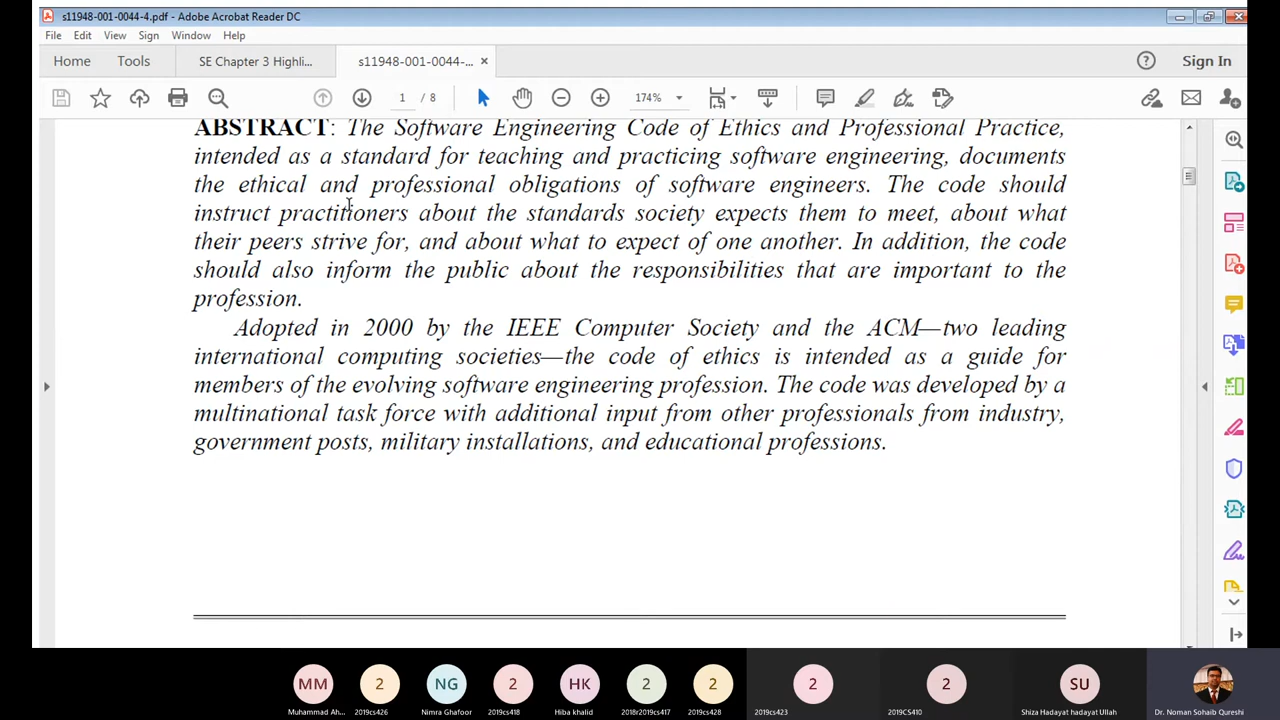 s11948-001-0044-4.pdf - Adobe Acrobat Reader DC
File Edit View Sign Window Help
Home Tools SE Chapter 3 Highli... s11948-001-0044-... ×
Sign In
1 / 8 174%
ABSTRACT: The Software Engineering Code of Ethics and Professional Practice,
intended as a standard for teaching and practicing software engineering, documents
the ethical and professional obligations of software engineers. The code should
instruct practitioners about the standards society expects them to meet, about what
their peers strive for, and about what to expect of one another. In addition, the code
should also inform the public about the responsibilities that are important to the
profession.
Adopted in 2000 by the IEEE Computer Society and the ACM—two leading
international computing societies—the code of ethics is intended as a guide for
members of the evolving software engineering profession. The code was developed by a
multinational task force with additional input from other professionals from industry,
government posts, military installations, and educational professions.
MM 2 NG 2 HK 2 2 2 2 SU
Muhammad Ah... 2019cs426 Nimra Ghafoor 2019cs418 Hiba khalid 2018r2019cs417 2019cs428 2019cs423 2019CS410 Shiza Hadayat hadayat Ullah Dr. Noman Sohaib Qureshi